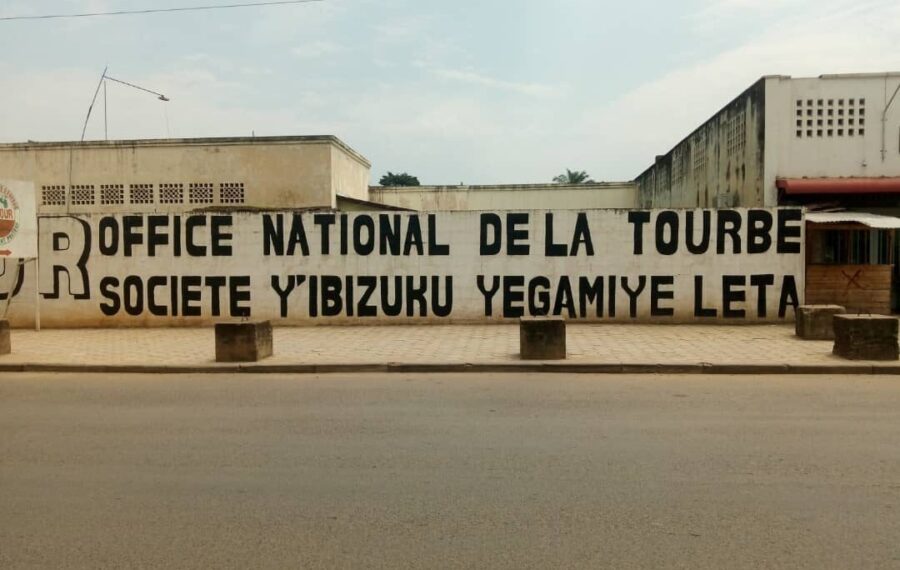 OFFICE NATIONAL DE LA TOURBE
SOCIETE Y'IBIZUKU YEGAMIYE LETA